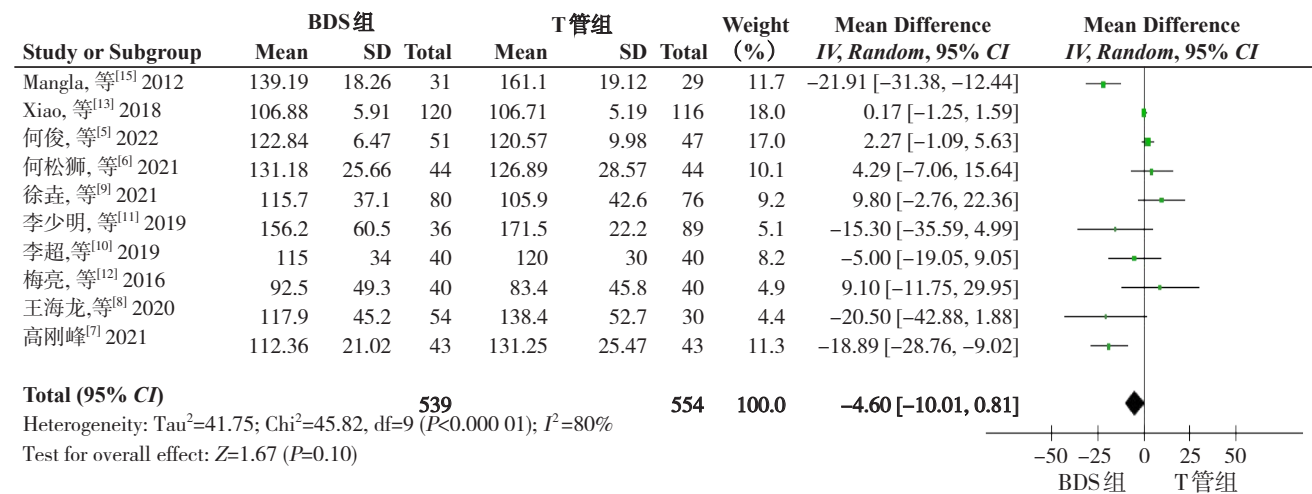 BDS组 T管组 Weight Mean Difference Mean Difference
Study or Subgroup Mean SD Total Mean SD Total (%) IV, Random, 95% CI IV, Random, 95% CI
Mangla, 等[15] 2012 139.19 18.26 31 161.1 19.12 29 11.7 −21.91 [−31.38, −12.44]
Xiao, 等[13] 2018 106.88 5.91 120 106.71 5.19 116 18.0 0.17 [−1.25, 1.59]
何俊, 等[5] 2022 122.84 6.47 51 120.57 9.98 47 17.0 2.27 [−1.09, 5.63]
何松狮, 等[6] 2021 131.18 25.66 44 126.89 28.57 44 10.1 4.29 [−7.06, 15.64]
徐垚, 等[9] 2021 115.7 37.1 80 105.9 42.6 76 9.2 9.80 [−2.76, 22.36]
李少明, 等[11] 2019 156.2 60.5 36 171.5 22.2 89 5.1 −15.30 [−35.59, 4.99]
李超,等[10] 2019 115 34 40 120 30 40 8.2 −5.00 [−19.05, 9.05]
梅亮, 等[12] 2016 92.5 49.3 40 83.4 45.8 40 4.9 9.10 [−11.75, 29.95]
王海龙,等[8] 2020 117.9 45.2 54 138.4 52.7 30 4.4 −20.50 [−42.88, 1.88]
高刚峰[7] 2021 112.36 21.02 43 131.25 25.47 43 11.3 −18.89 [−28.76, −9.02]
Total (95% CI) 539 554 100.0 −4.60 [−10.01, 0.81]
Heterogeneity: Tau2=41.75; Chi2=45.82, df=9 (P<0.000 01); I2=80%
Test for overall effect: Z=1.67 (P=0.10)
−50 −25 0 25 50
BDS组 T管组